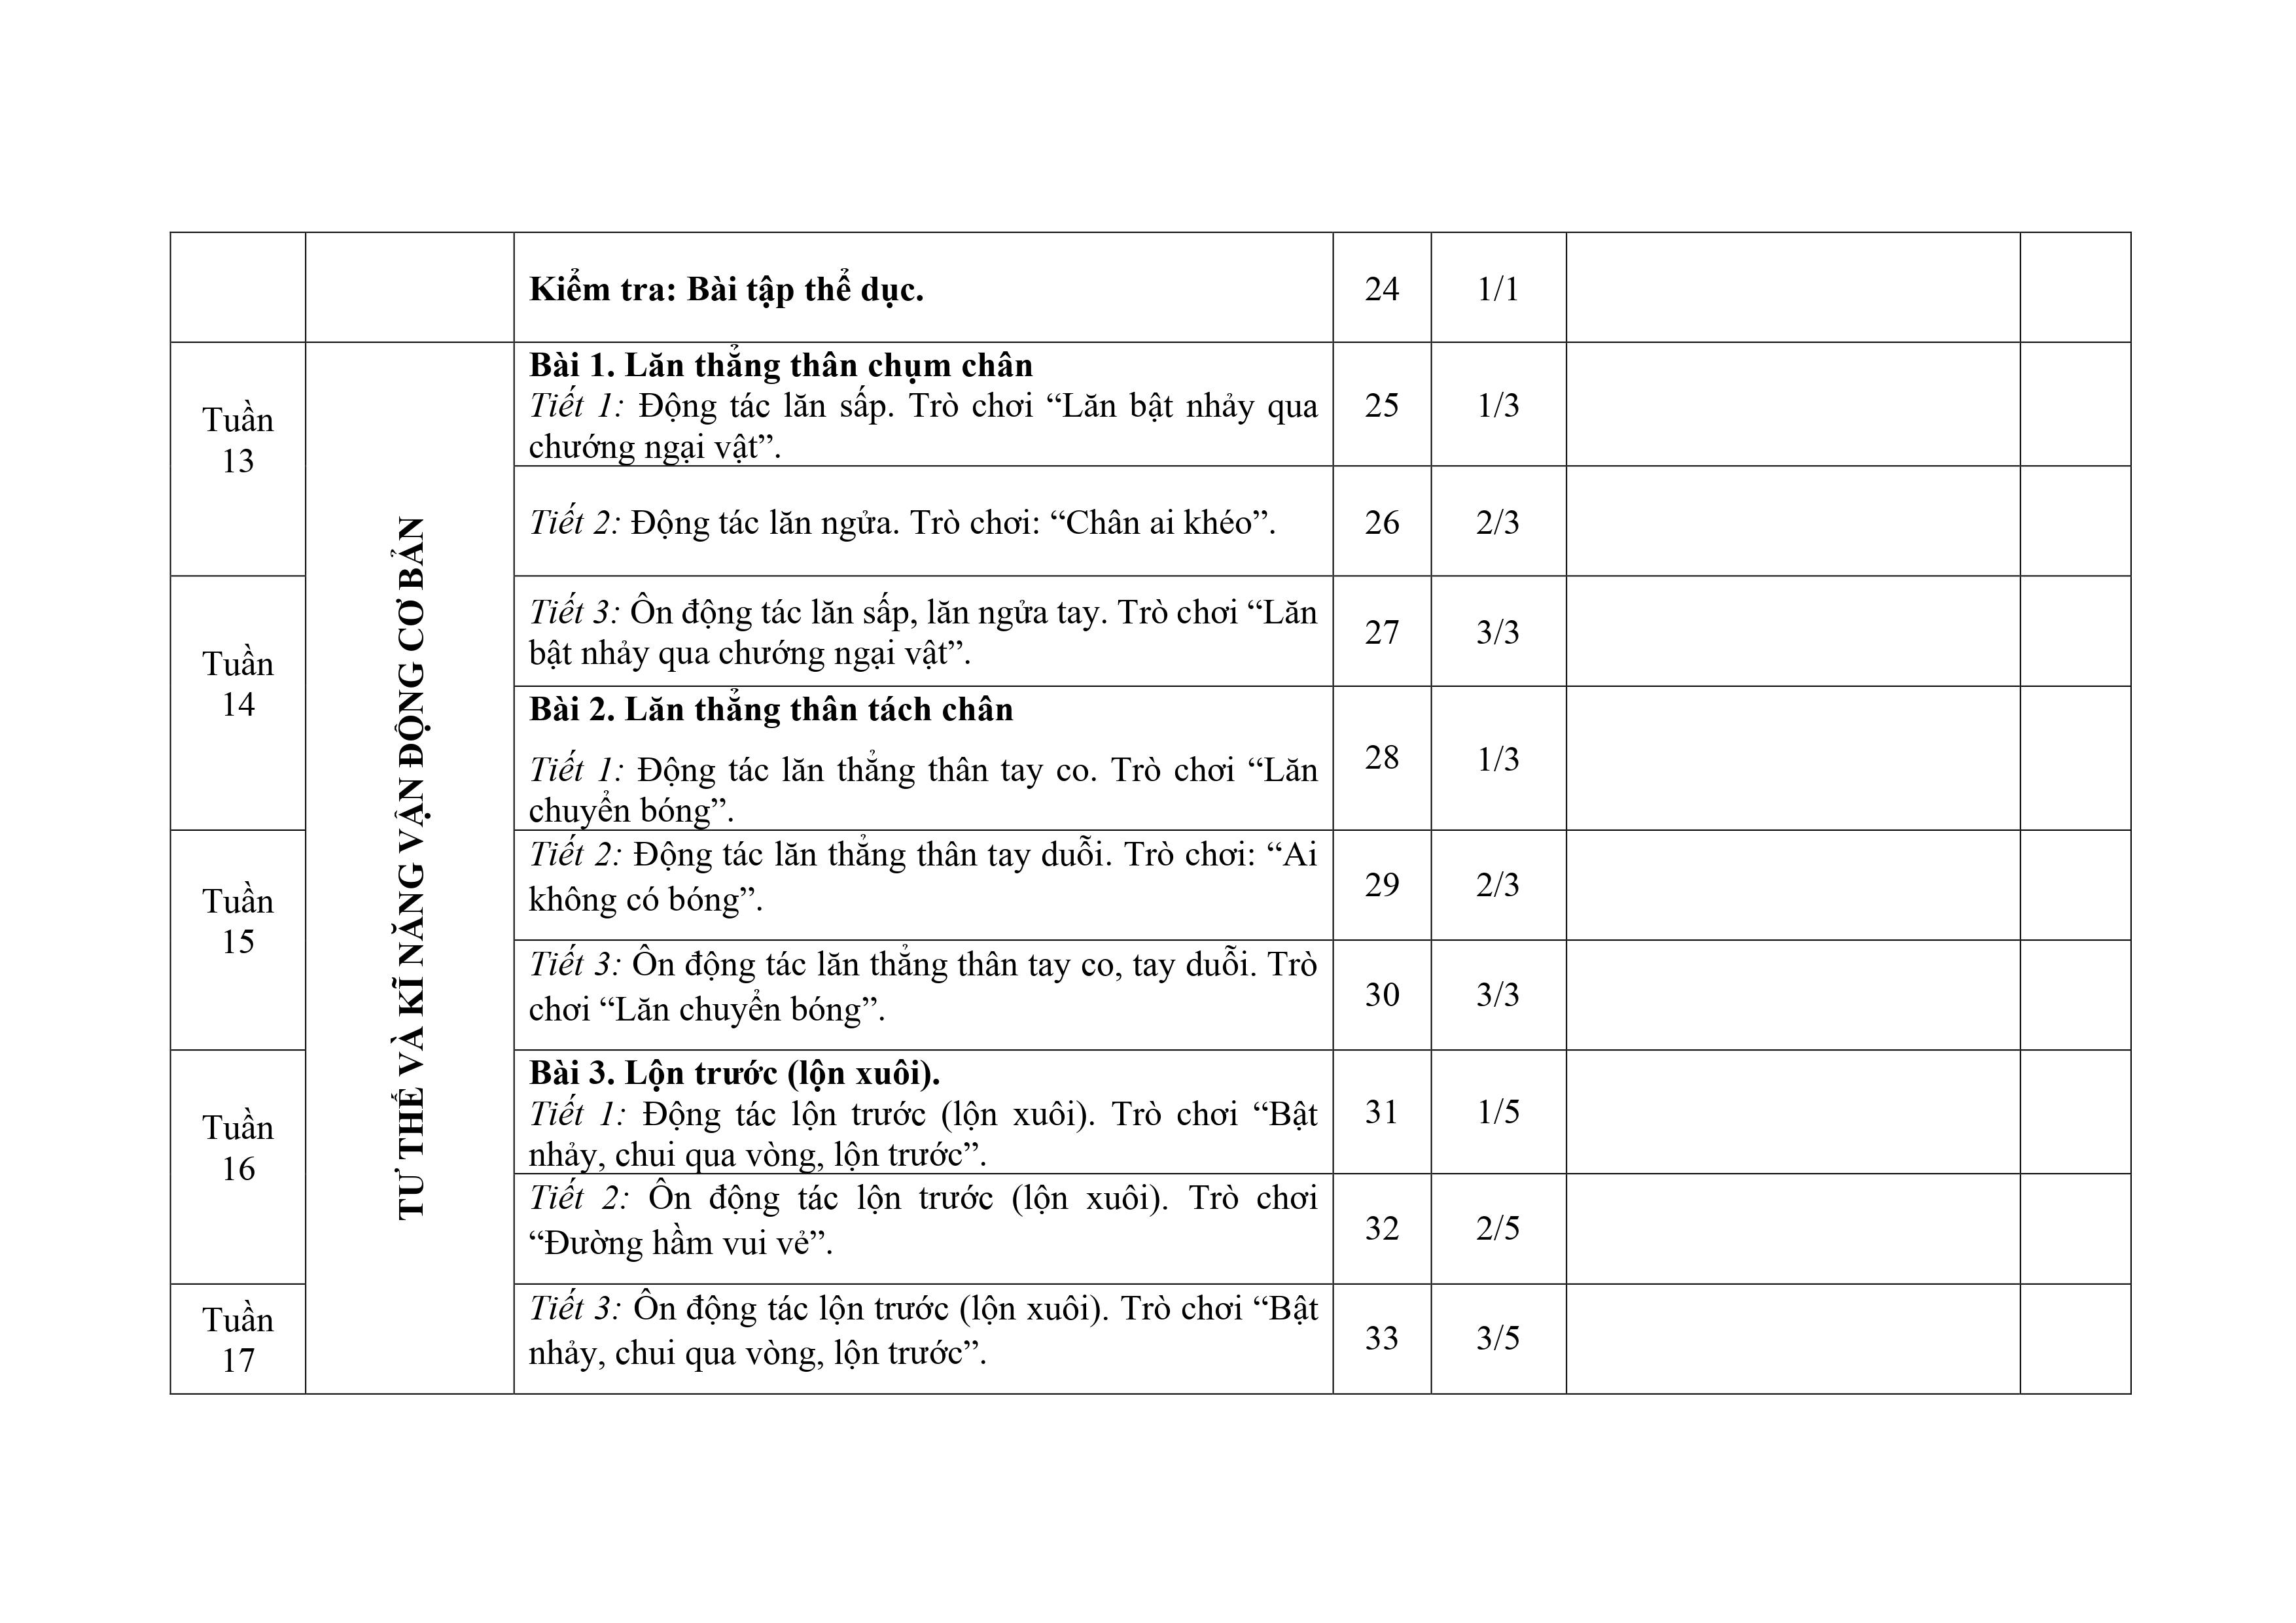 Kiểm tra: Bài tập thể dục.
24
1/1
Tuần
13
TƯ THẾ VÀ KĨ NĂNG VẬN ĐỘNG CƠ BẢN
Bài 1. Lăn thẳng thân chụm chân
Tiết 1: Động tác lăn sấp. Trò chơi “Lăn bật nhảy qua
chướng ngại vật”.
25
1/3
Tiết 2: Động tác lăn ngửa. Trò chơi: “Chân ai khéo”.
26
2/3
Tuần
14
Tiết 3: Ôn động tác lăn sấp, lăn ngửa tay. Trò chơi “Lăn
bật nhảy qua chướng ngại vật”.
27
3/3
Bài 2. Lăn thẳng thân tách chân
Tiết 1: Động tác lăn thẳng thân tay co. Trò chơi “Lăn
chuyển bóng”.
28
1/3
Tuần
15
Tiết 2: Động tác lăn thẳng thân tay duỗi. Trò chơi: “Ai
không có bóng”.
29
2/3
Tiết 3: Ôn động tác lăn thẳng thân tay co, tay duỗi. Trò
chơi “Lăn chuyển bóng”.
30
3/3
Tuần
16
Bài 3. Lộn trước (lộn xuôi).
Tiết 1: Động tác lộn trước (lộn xuôi). Trò chơi “Bật
nhảy, chui qua vòng, lộn trước”.
31
1/5
Tiết 2: Ôn động tác lộn trước (lộn xuôi). Trò chơi
“Đường hầm vui vẻ”.
32
2/5
Tuần
17
Tiết 3: Ôn động tác lộn trước (lộn xuôi). Trò chơi “Bật
nhảy, chui qua vòng, lộn trước”.
33
3/5